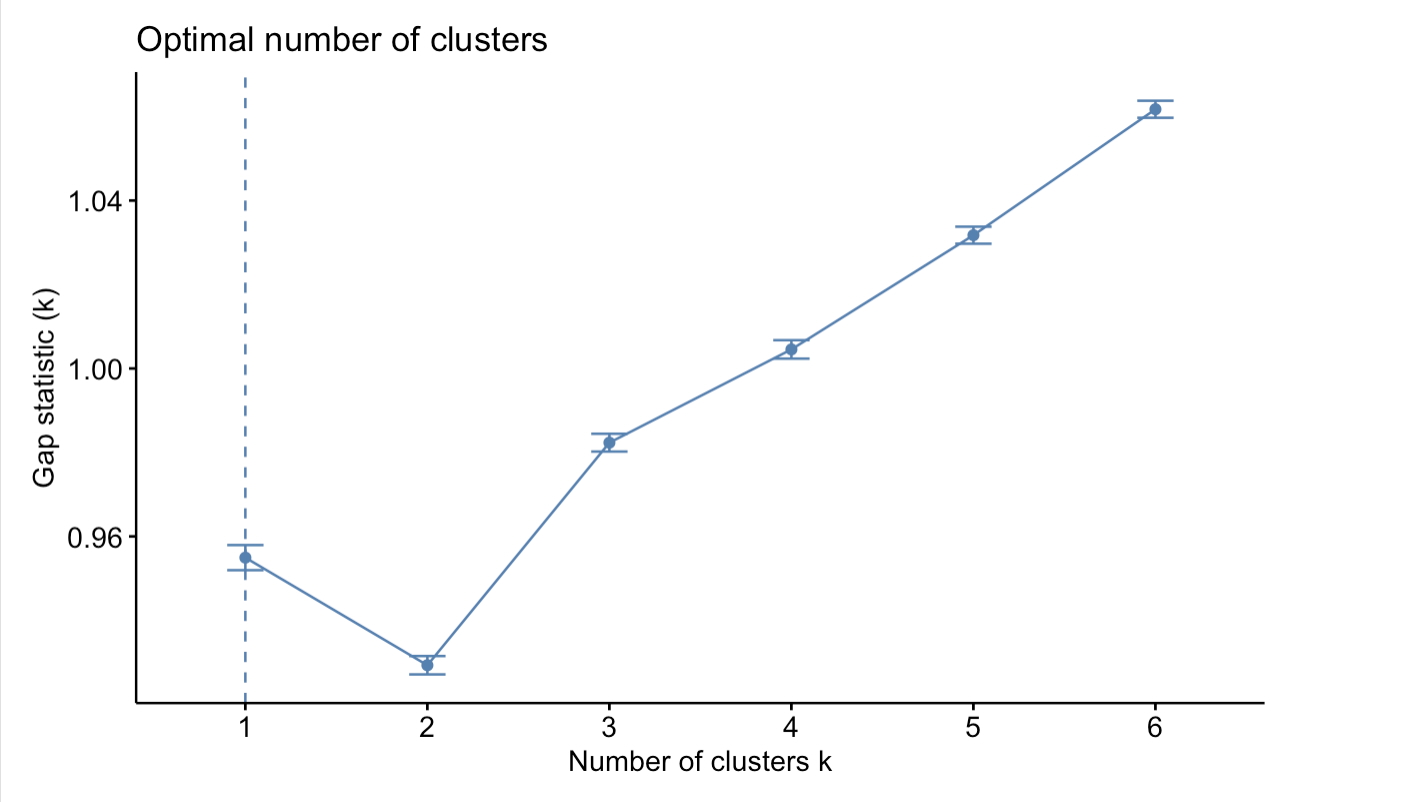 Optimal number of clusters
Gap statistic (k)
1.04
1.00
0.96
1 2 3 4 5 6
Number of clusters k